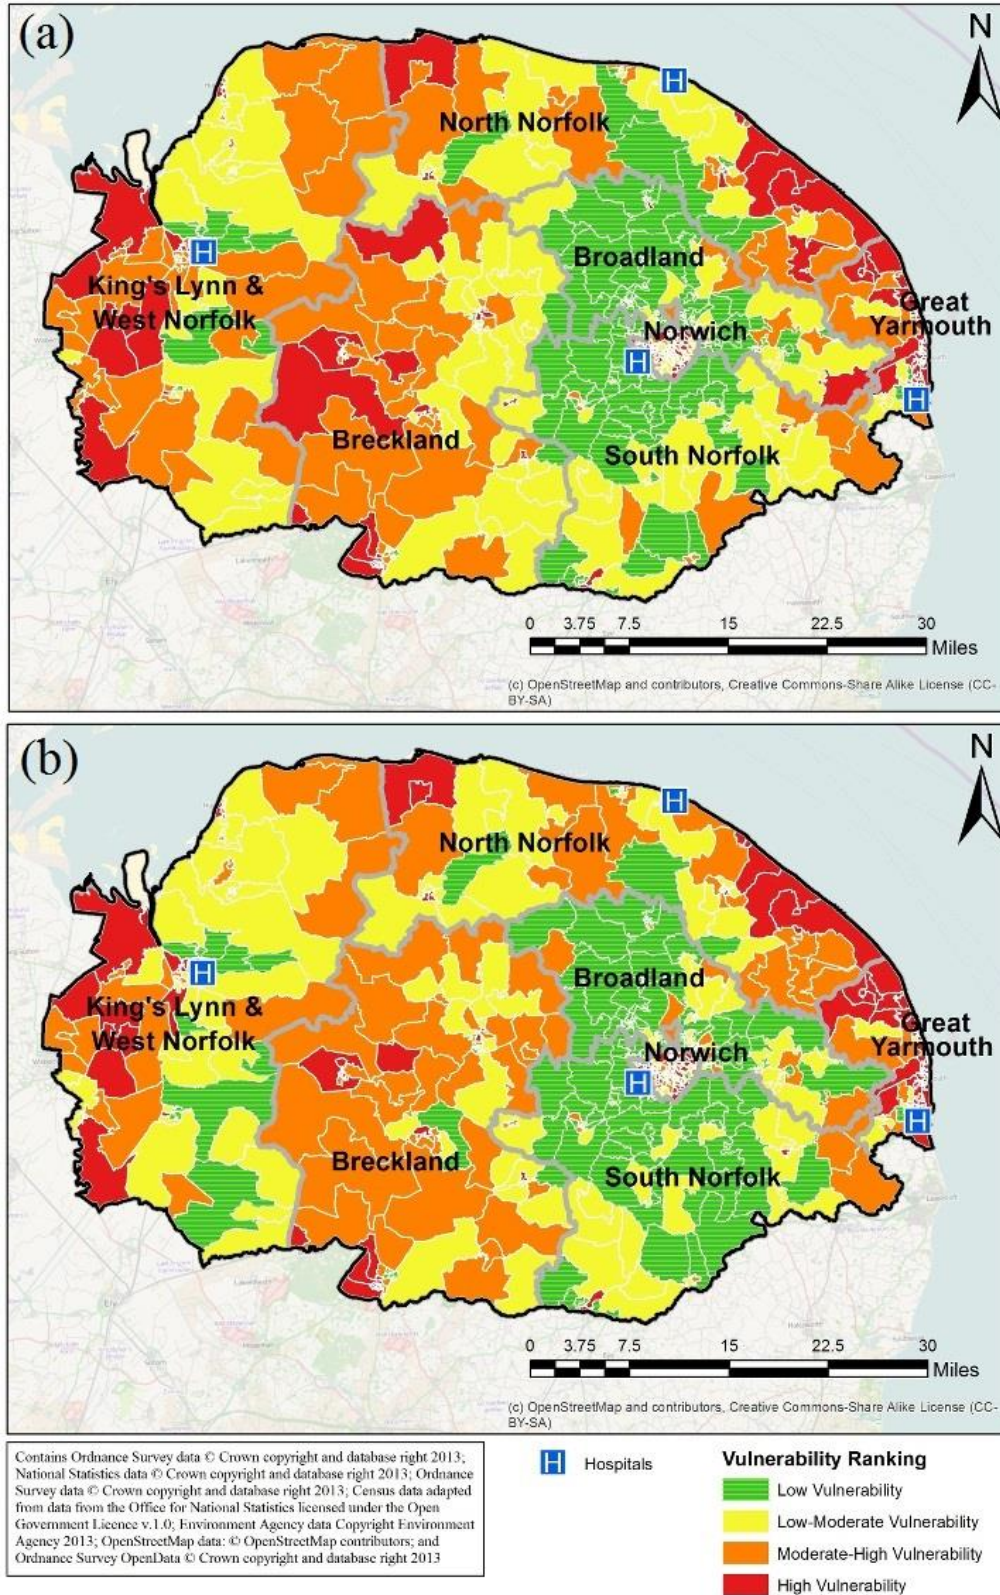 (a)
N
H
North Norfolk
H
Broadland
King's Lynn &
West Norfolk
Great
Yarmouth
Norwich
H
H
Breckland
South Norfolk
0 3.75 7.5 15 22.5 30
Miles
(c) OpenStreetMap and contributors, Creative Commons-Share Alike License (CC-
BY-SA)
(b)
N
H
North Norfolk
H
Broadland
King's Lynn &
West Norfolk
Great
Yarmouth
Norwich
H
H
Breckland
South Norfolk
0 3.75 7.5 15 22.5 30
Miles
(c) OpenStreetMap and contributors, Creative Commons-Share Alike License (CC-
BY-SA)
Contains Ordnance Survey data © Crown copyright and database right 2013;
National Statistics data © Crown copyright and database right 2013; Ordnance
Survey data © Crown copyright and database right 2013; Census data adapted
from data from the Office for National Statistics licensed under the Open
Government Licence v.1.0; Environment Agency data Copyright Environment
Agency 2013; OpenStreetMap data: © OpenStreetMap contributors; and
Ordnance Survey OpenData © Crown copyright and database right 2013
H Hospitals
Vulnerability Ranking
Low Vulnerability
Low-Moderate Vulnerability
Moderate-High Vulnerability
High Vulnerability